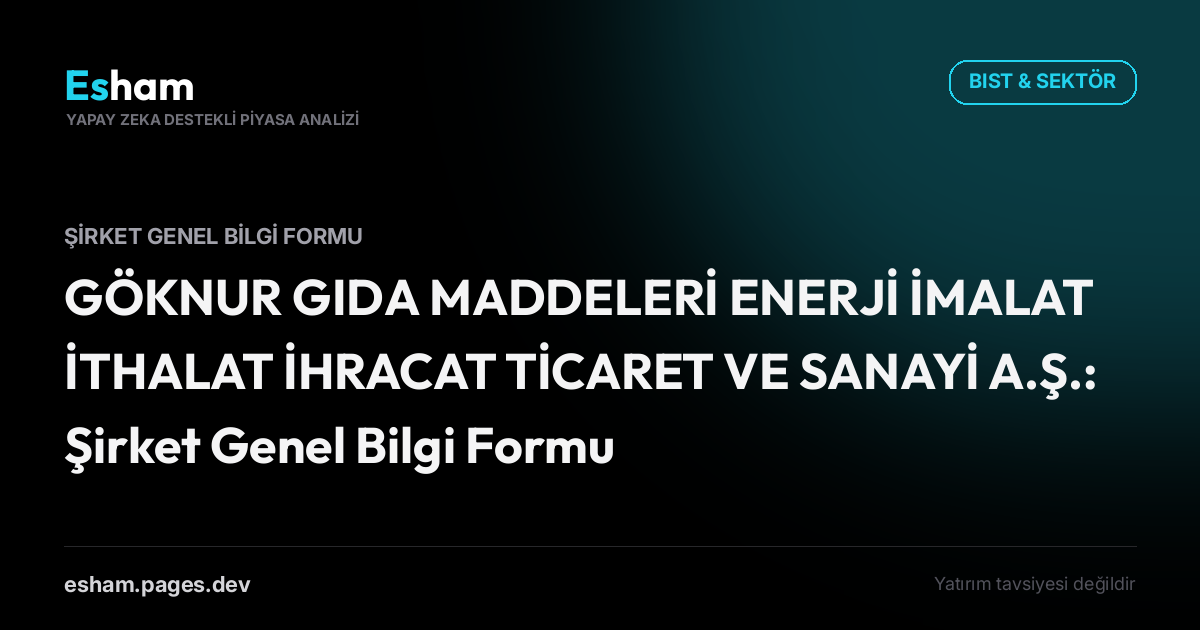 Esham
BIST & SEKTÖR
YAPAY ZEKA DESTEKLİ PİYASA ANALİZİ
ŞİRKET GENEL BİLGİ FORMU
GÖKNUR GIDA MADDELERİ ENERJİ İMALAT
İTHALAT İHRACAT TİCARET VE SANAYİ A.Ş.:
Şirket Genel Bilgi Formu
esham.pages.dev
Yatırım tavsiyesi değildir